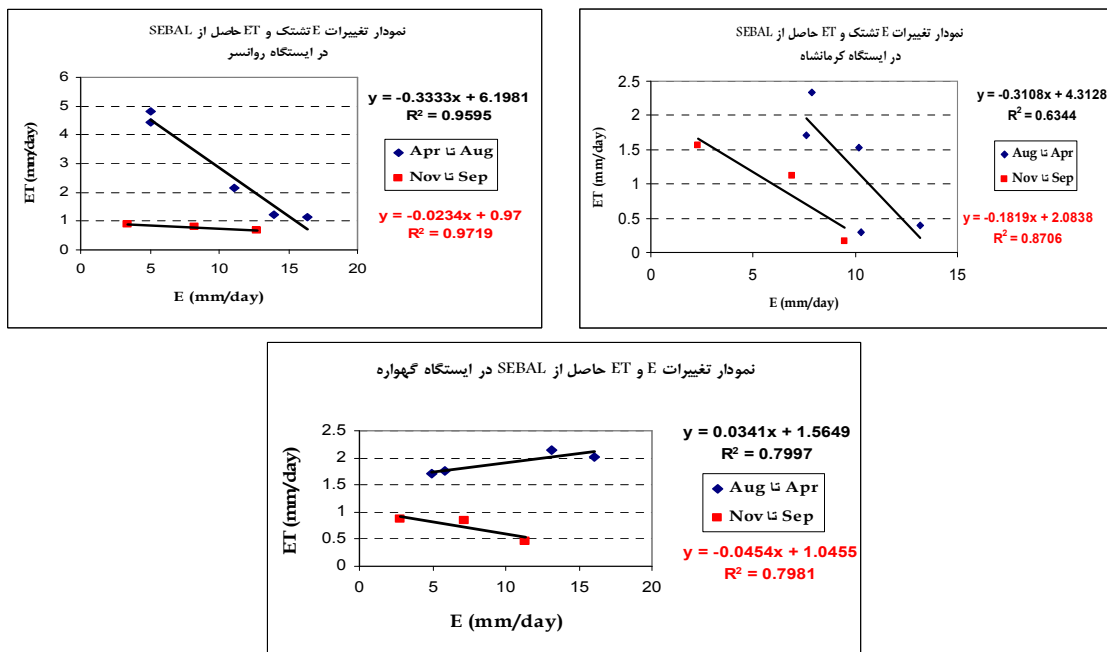 نمودار تغییرات E تشتک و ET حاصل از SEBAL
در ایستگاه روانسر
ET (mm/day)
6
5
4
3
2
1
0
0 5 10 15 20
E (mm/day)
y = -0.3333x + 6.1981
R² = 0.9595
Apr تا Aug
Nov تا Sep
y = -0.0234x + 0.97
R² = 0.9719
نمودار تغییرات E تشتک و ET حاصل از SEBAL
در ایستگاه کرمانشاه
ET (mm/day)
2.5
2
1.5
1
0.5
0
0 5 10 15
E (mm/day)
y = -0.3108x + 4.3128
R² = 0.6344
Aug تا Apr
Nov تا Sep
y = -0.1819x + 2.0838
R² = 0.8706
نمودار تغییرات E و ET حاصل از SEBAL در ایستگاه گهواره
ET (mm/day)
2.5
2
1.5
1
0.5
0
0 5 10 15 20
E (mm/day)
y = 0.0341x + 1.5649
R² = 0.7997
Aug تا Apr
Nov تا Sep
y = -0.0454x + 1.0455
R² = 0.7981